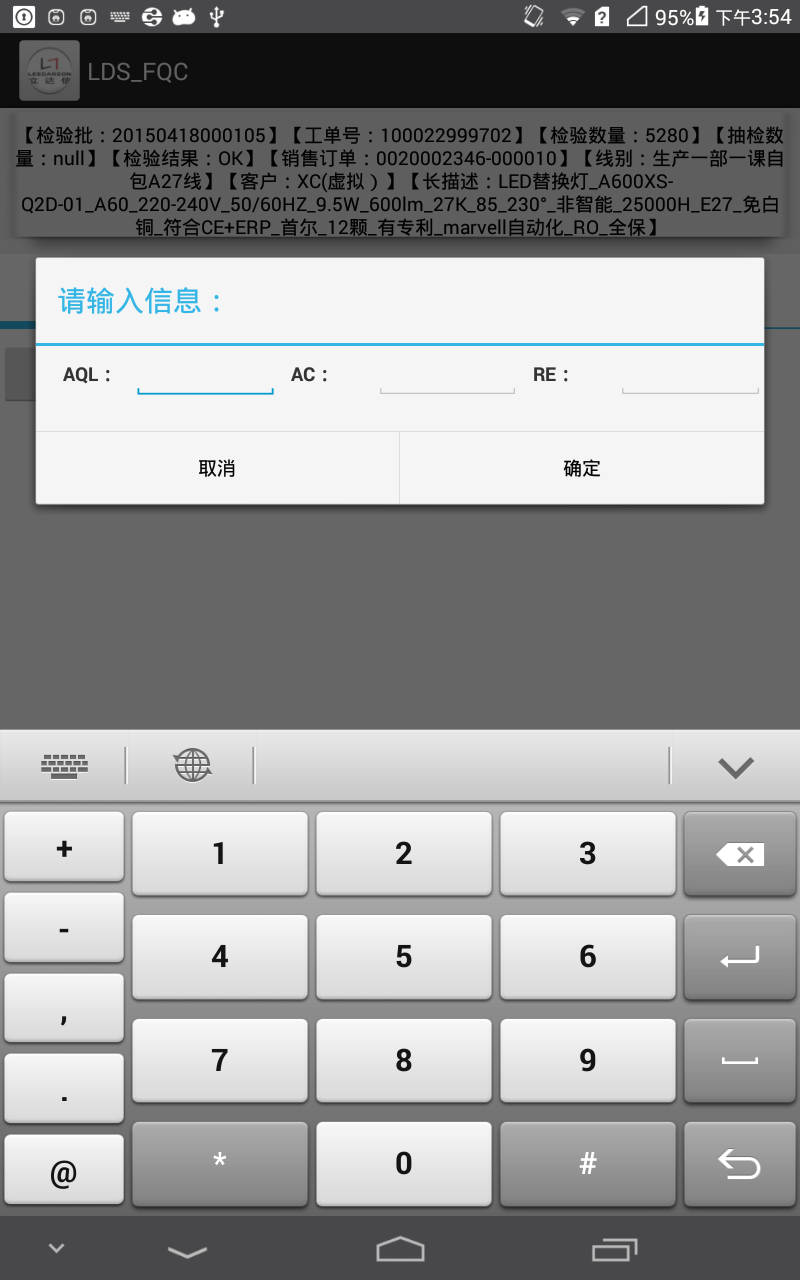 95% 下午3:54
LEEDARSON
立达信
LDS_FQC
【检验批：20150418000105】【工单号：100022999702】【检验数量：5280】【抽检数
量：null】【检验结果：OK】【销售订单：0020002346-000010】【线别：生产一部一课自
包A27线】【客户：XC(虚拟）】【长描述：LED替换灯_A600XS-
Q2D-01_A60_220-240V_50/60HZ_9.5W_600lm_27K_85_230°_非智能_25000H_E27_免白
铜_符合CE+ERP_首尔_12颗_有专利_marvell自动化_RO_全保】
请输入信息：
AQL： AC： RE：
取消 确定
+ 1 2 3
- 4 5 6
, 7 8 9
. * 0 #
@